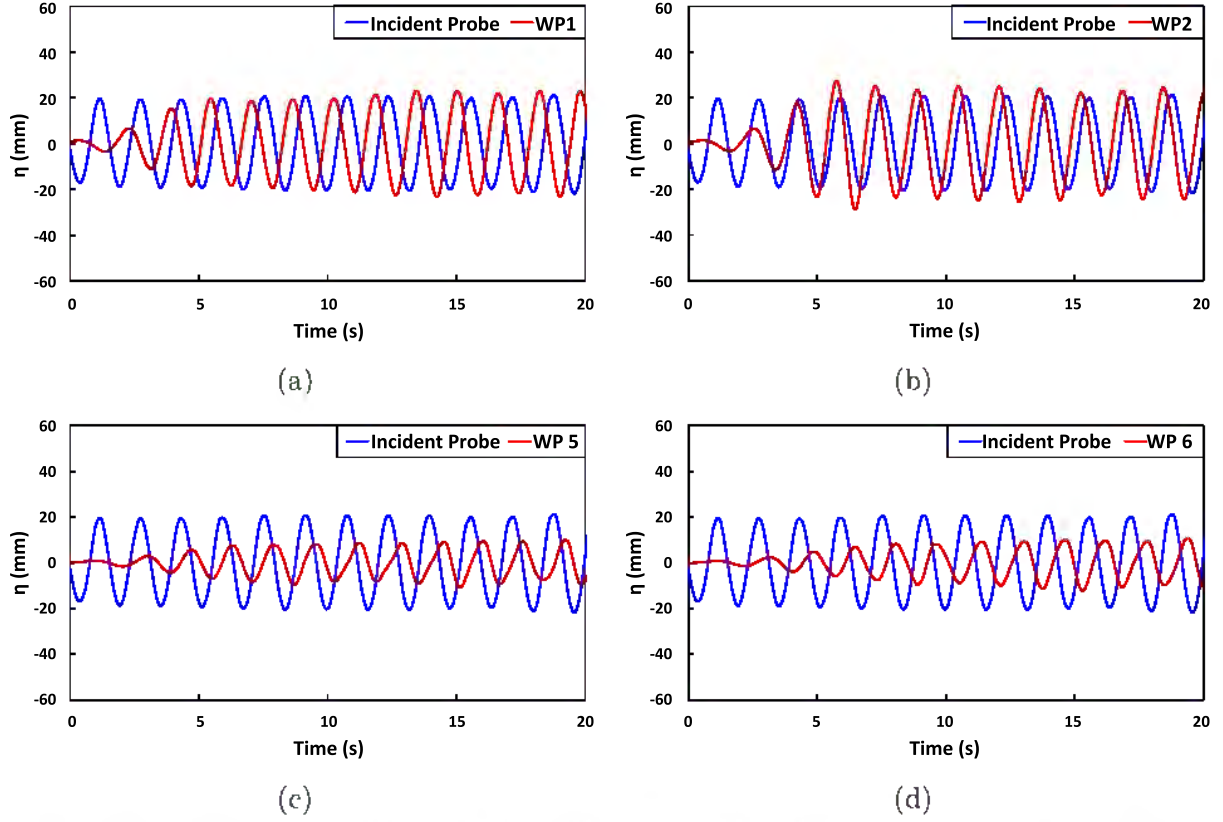 60
40
20
0
-20
-40
-60
η (mm)
Incident Probe WP1
0 5 10 15 20
Time (s)
(a)
60
40
20
0
-20
-40
-60
η (mm)
Incident Probe WP2
0 5 10 15 20
Time (s)
(b)
60
40
20
0
-20
-40
-60
η (mm)
Incident Probe WP 5
0 5 10 15 20
Time (s)
(c)
60
40
20
0
-20
-40
-60
η (mm)
Incident Probe WP 6
0 5 10 15 20
Time (s)
(d)